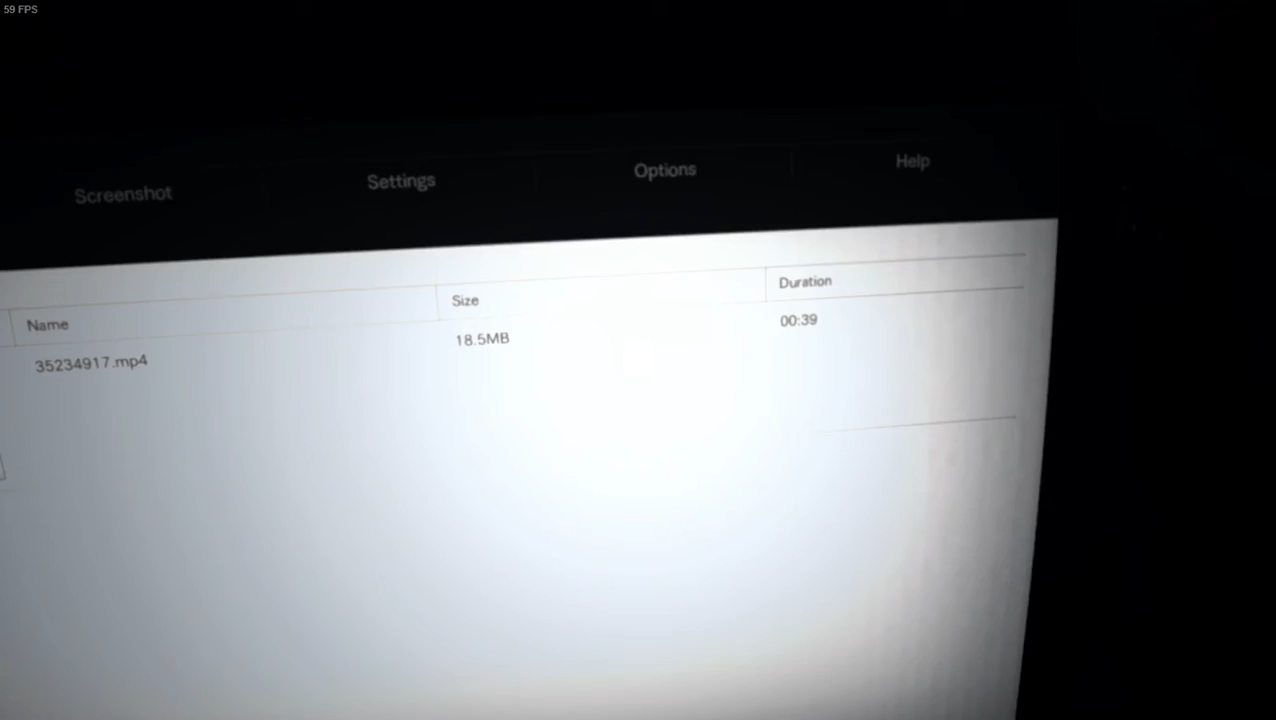 59 FPS
Screenshot Settings Options Help
Name Size Duration
35234917.mp4 18.5MB 00:39